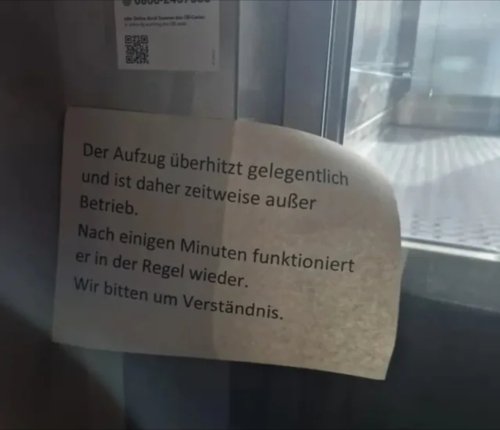 Der Aufzug überhitzt gelegentlich
und ist daher zeitweise außer
Betrieb.
Nach einigen Minuten funktioniert
er in der Regel wieder.
Wir bitten um Verständnis.